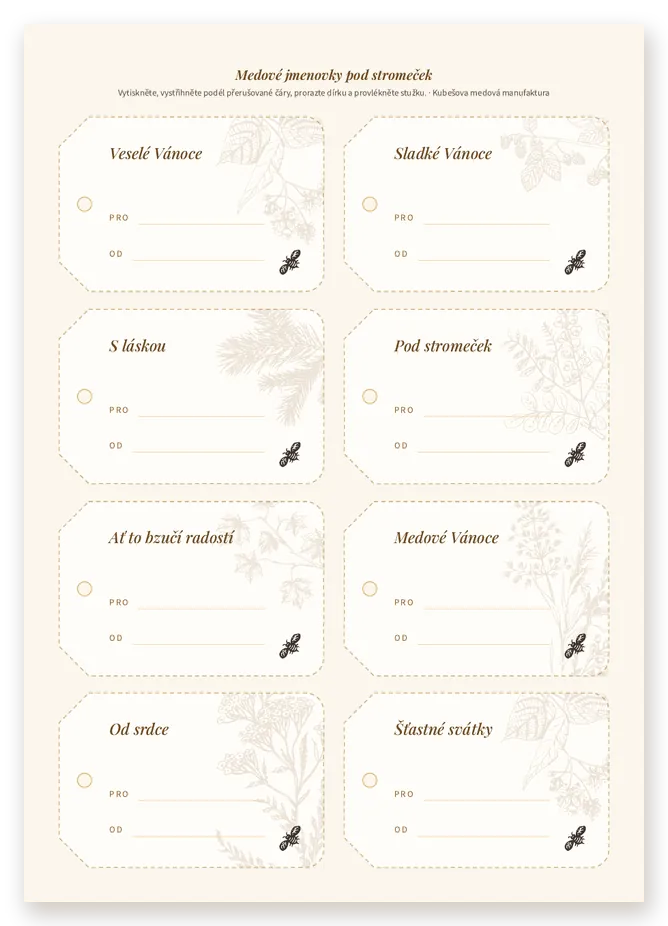 Medové jmenovky pod stromeček
Vytiskněte, vystřihněte podél přerušované čáry, prorazte dírku a provlékněte stužku. · Kubešova medová manufaktura
Veselé Vánoce
PRO
OD
Sladké Vánoce
PRO
OD
S láskou
PRO
OD
Pod stromeček
PRO
OD
Ať to bzučí radostí
PRO
OD
Medové Vánoce
PRO
OD
Od srdce
PRO
OD
Šťastné svátky
PRO
OD